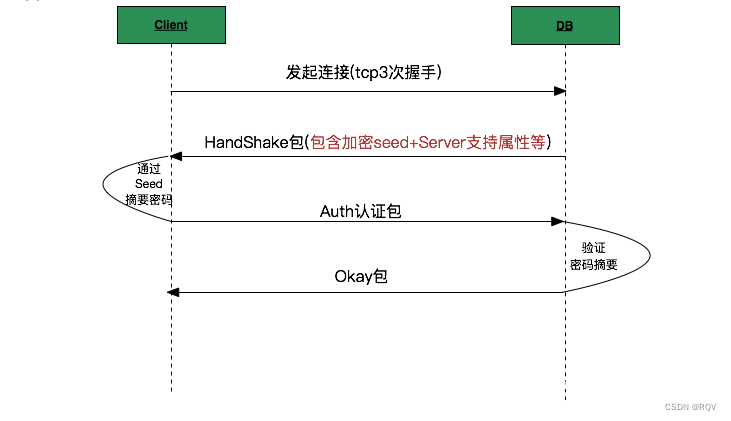 Client
DB
发起连接(tcp3次握手)
HandShake包(包含加密seed+Server支持属性等)
通过
Seed
摘要密码
Auth认证包
验证
密码摘要
Okay包
CSDN @RQV